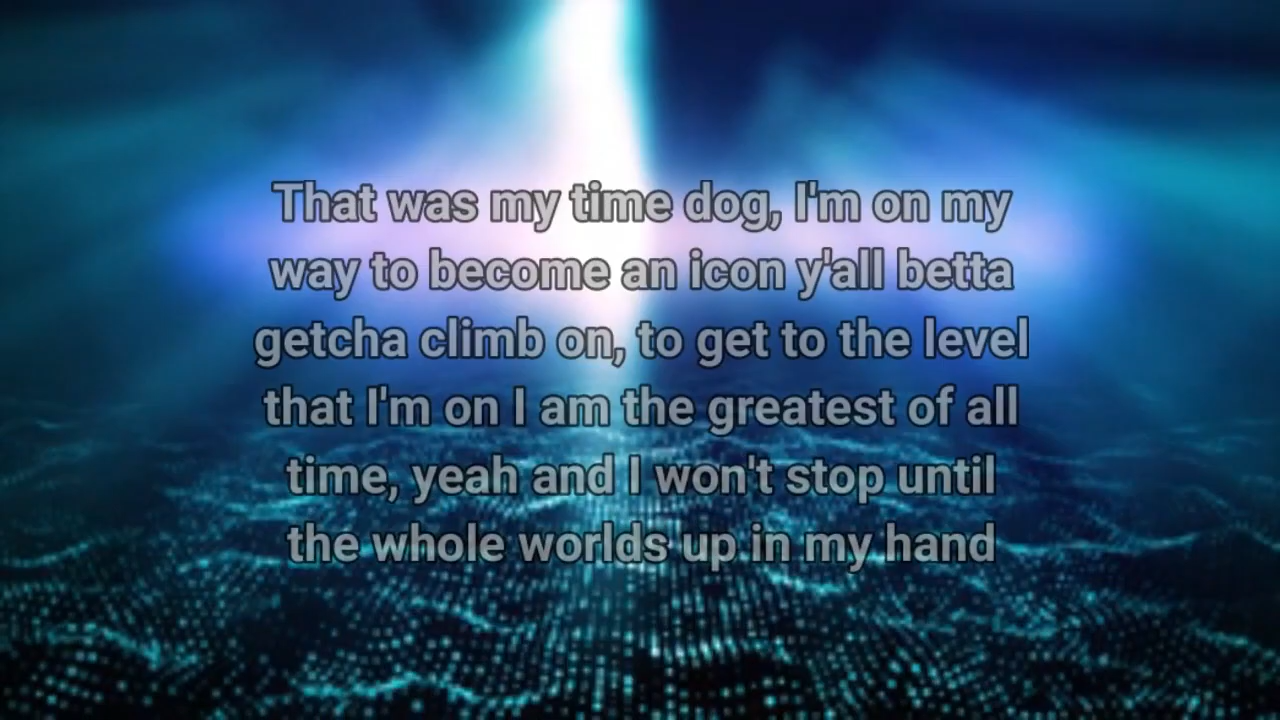 That was my time dog, I'm on my
way to become an icon y'all betta
getcha climb on, to get to the level
that I'm on I am the greatest of all
time, yeah and I won't stop until
the whole worlds up in my hand